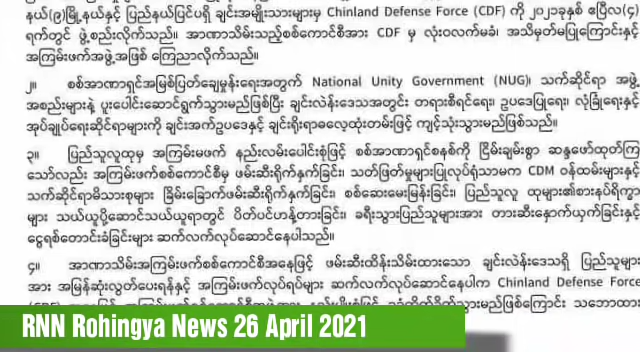 နယ်(၉)မြို့နယ်နှင့် ပြည်နယ်ပြင်ပရှိ ချင်းအမျိုးသားများမှ Chinland Defense Force (CDF) ကို ၂၀၂၁ခုနှစ် ဧပြီလ(၄)
ရက်တွင် ဖွဲ့စည်းလိုက်သည်။ အာဏာသိမ်းသည့်စစ်ကောင်စီအား CDF မှ လုံးဝလက်မခံ၊ အသိမှတ်မပြုကြောင်းနှင့်
အကြမ်းဖက်အဖွဲ့အဖြစ် ကြေညာလိုက်သည်။
၂။ စစ်အာဏာရှင်အမြစ်ပြတ်ချေမှုန်းရေးအတွက် National Unity Government (NUG)၊ သက်ဆိုင်ရာ အဖွဲ့
အစည်းများနဲ့ ပူးပေါင်းဆောင်ရွက်သွားမည်ဖြစ်ပြီး ချင်းလဲန်းဒေသအတွင်း တရားစီရင်ရေး၊ ဥပဒေပြုရေး၊ လုံခြုံရေးနှင့်
အုပ်ချုပ်ရေးဆိုင်ရာများကို ချင်းအက်ဥပဒေနှင့် ချင်းရိုးရာဓလေ့ထုံးတမ်းဖြင့် ကျင့်သုံးသွားမည်ဖြစ်သည်။
၃။ ပြည်သူလူထုမှ အကြမ်းမဖက် နည်းလမ်းပေါင်းစုံဖြင့် စစ်အာဏာရှင်စနစ်ကို ငြိမ်းချမ်းစွာ ဆန္ဒဖော်ထုတ်ကြ
သော်လည်း အကြမ်းဖက်စစ်ကောင်စီမှ ဖမ်းဆီးရိုက်နှက်ခြင်း၊ သတ်ဖြတ်မှုများပြုလုပ်ရုံသာမက CDM ဝန်ထမ်းများနှင့်
သက်ဆိုင်ရာမိသားစုများ ခြိမ်းခြောက်ဖမ်းဆီးရိုက်နှက်ခြင်း၊ စစ်ဆေးမေးမြန်းခြင်း၊ ပြည်သူလူ ထုများ၏စားနပ်ရိက္ခာ
များ သယ်ယူပို့ဆောင်သယ်ယူရာတွင် ပိတ်ပင်ဟန့်တားခြင်း၊ ခရီးသွားပြည်သူများအား တားဆီးနှောက်ယှက်ခြင်းနှင့်
ငွေရစ်တောင်းခံခြင်းများ ဆက်လက်လုပ်ဆောင်နေပါသည်။
၄။ အာဏာသိမ်းအကြမ်းဖက်စစ်ကောင်စီအနေဖြင့် ဖမ်းဆီးထိန်းသိမ်းထားသော ချင်းလဲန်းဒေသရှိ ပြည်သူများ
အား အမြန်ဆုံးလွှတ်ပေးရန်နှင့် အကြမ်းဖက်လုပ်ရပ်များ ဆက်လက်လုပ်ဆောင်နေပါက Chinland Defense Force
သွားမည်ဖြစ်ကြောင်း သဘောထား
RNN Rohingya News 26 April 2021